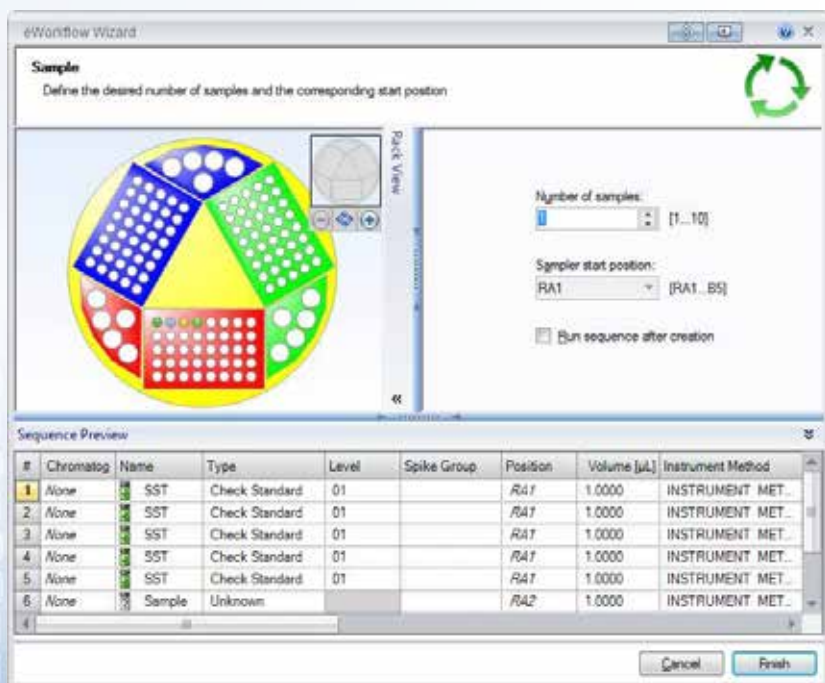 eWorkflow Wizard
Sample
Define the desired number of samples and the corresponding start position
Rack View
Number of samples:
1 [1...10]
Sampler start position:
RA1 [RA1...B5]
Run sequence after creation
Sequence Preview
# Chromatog Name Type Level Spike Group Position Volume [µL] Instrument Method
1 None SST Check Standard 01 RA1 1.0000 INSTRUMENT MET...
2 None SST Check Standard 01 RA1 1.0000 INSTRUMENT MET...
3 None SST Check Standard 01 RA1 1.0000 INSTRUMENT MET...
4 None SST Check Standard 01 RA1 1.0000 INSTRUMENT MET...
5 None SST Check Standard 01 RA1 1.0000 INSTRUMENT MET...
6 None Sample Unknown RA2 1.0000 INSTRUMENT MET...
Cancel Finish